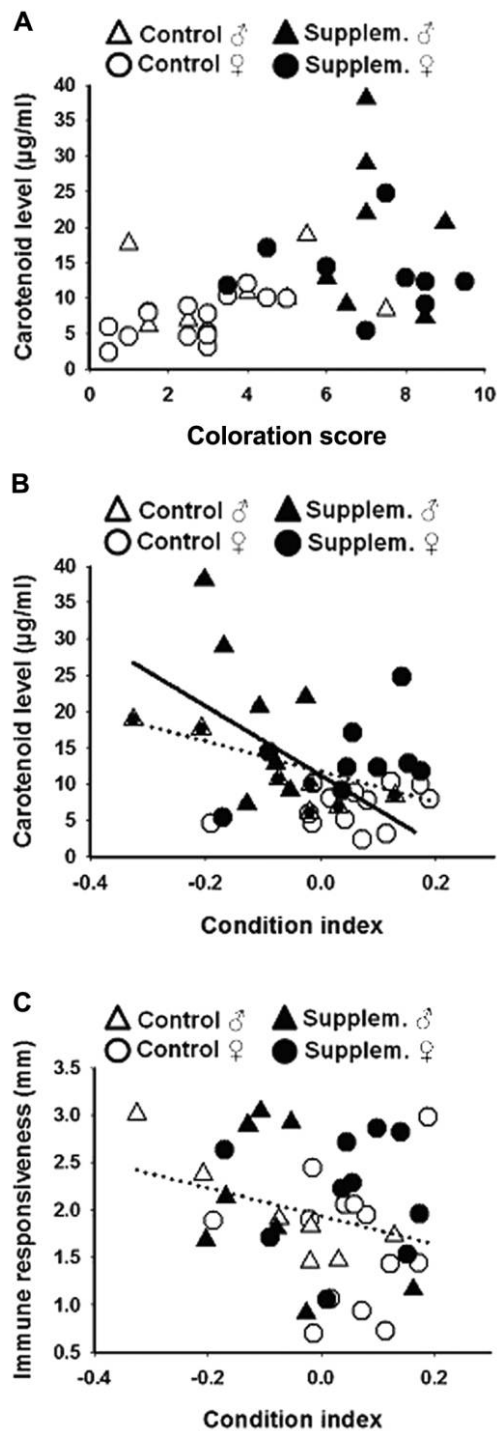 A
Control ♂ Supplem. ♂
Control ♀ Supplem. ♀
Carotenoid level (μg/ml)
40
35
30
25
20
15
10
5
0
0 2 4 6 8 10
Coloration score
B
Control ♂ Supplem. ♂
Control ♀ Supplem. ♀
Carotenoid level (μg/ml)
40
35
30
25
20
15
10
5
0
-0.4 -0.2 0.0 0.2
Condition index
C
Control ♂ Supplem. ♂
Control ♀ Supplem. ♀
Immune responsiveness (mm)
3.5
3.0
2.5
2.0
1.5
1.0
0.5
-0.4 -0.2 0.0 0.2
Condition index